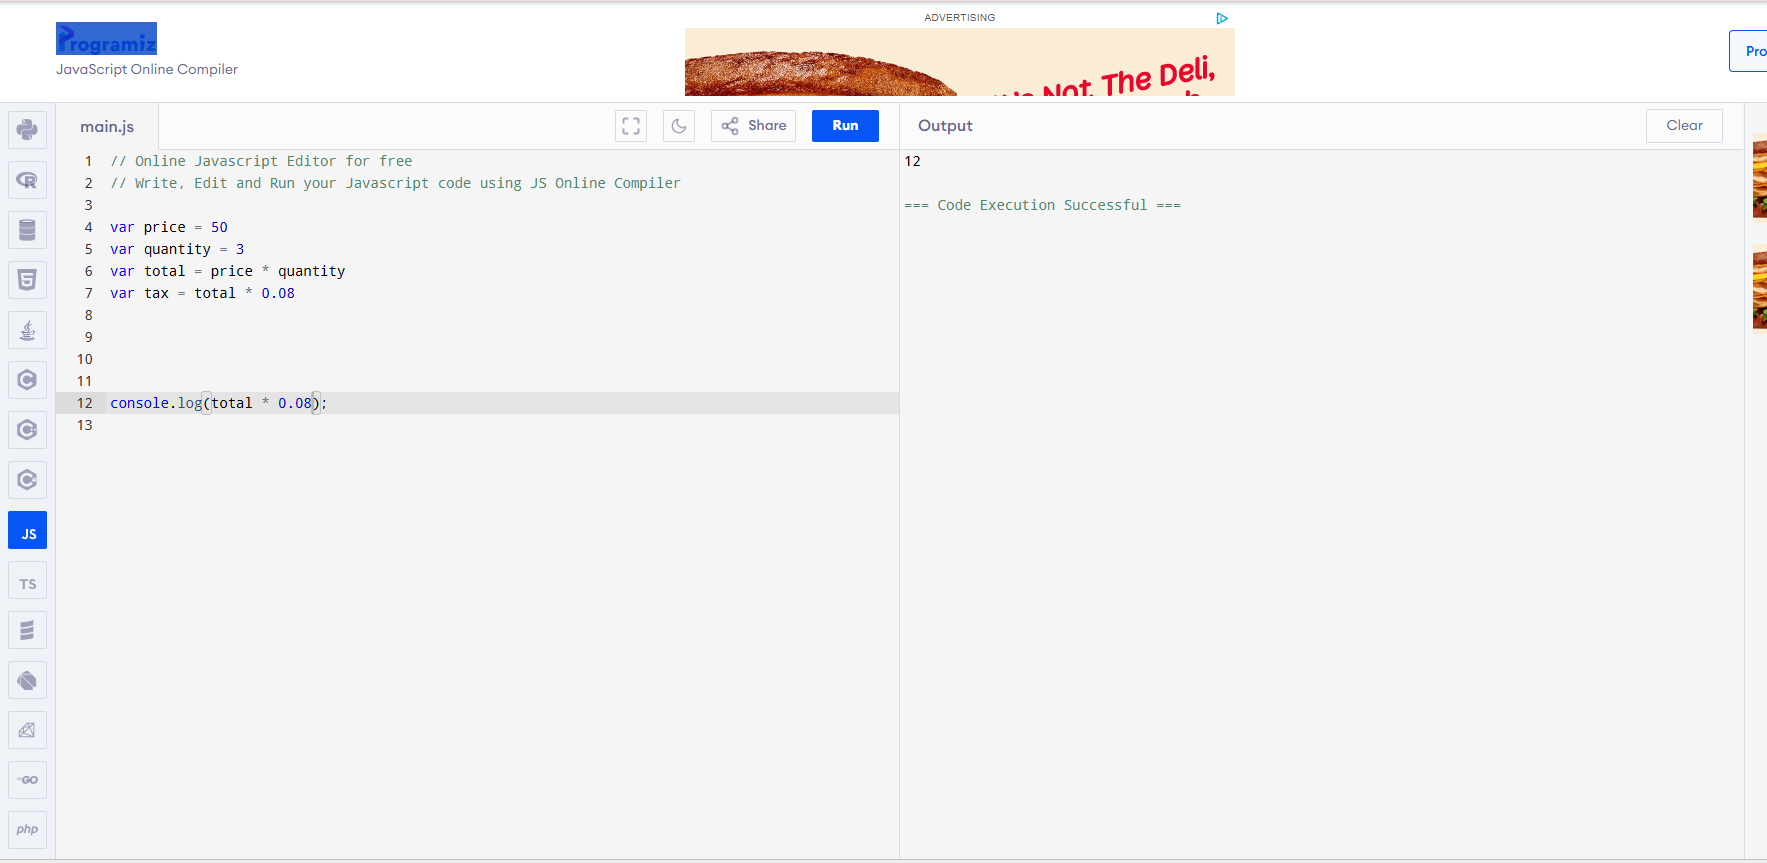 Programiz
JavaScript Online Compiler
ADVERTISING
Not. The Deli,
Pro
main.js
Share
Run
Output
Clear
1 // Online Javascript Editor for free
2 // Write, Edit and Run your Javascript code using JS Online Compiler
3
4 var price = 50
5 var quantity = 3
6 var total = price * quantity
7 var tax = total * 0.08
8
9
10
11
12 console.log(total * 0.08);
13
12
=== Code Execution Successful ===
R
5
C
C
C
JS
TS
GO
php